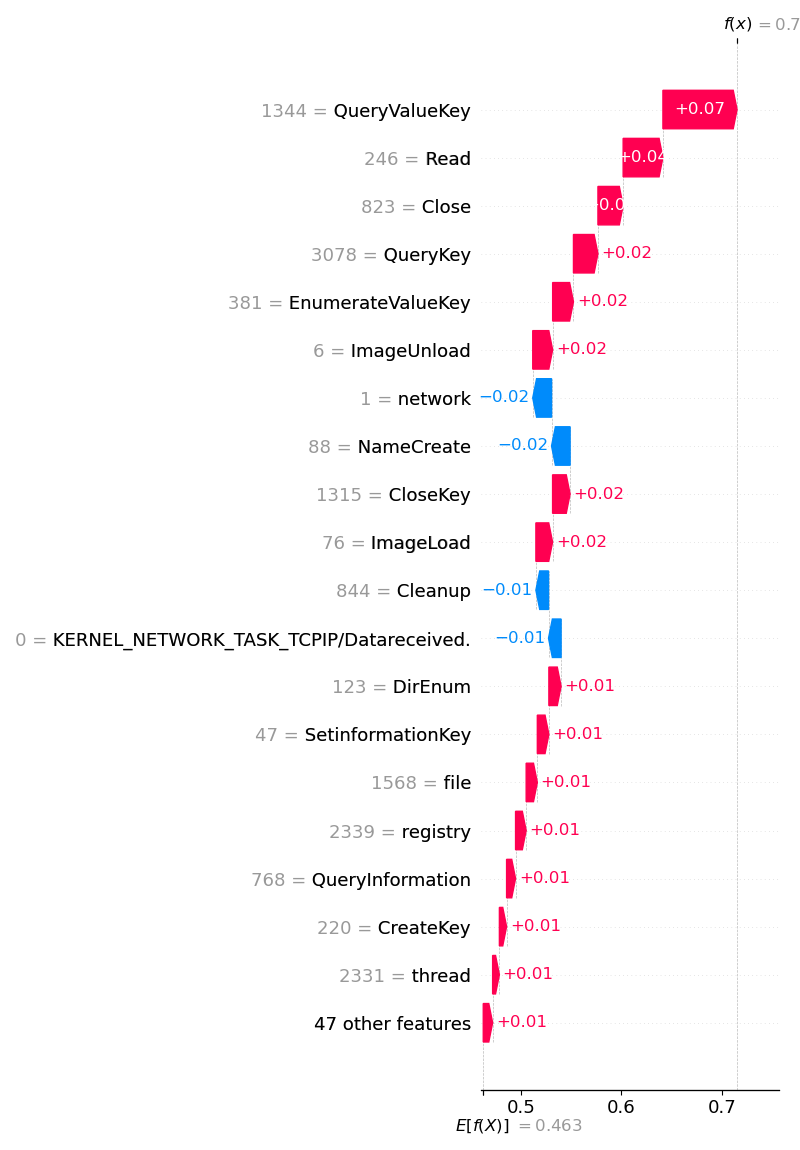 f(x) = 0.7
1344 = QueryValueKey
+0.07
246 = Read
+0.04
823 = Close
3078 = QueryKey
+0.02
381 = EnumerateValueKey
+0.02
6 = ImageUnload
+0.02
1 = network
−0.02
88 = NameCreate
−0.02
1315 = CloseKey
+0.02
76 = ImageLoad
+0.02
844 = Cleanup
−0.01
0 = KERNEL_NETWORK_TASK_TCPIP/Datareceived.
−0.01
123 = DirEnum
+0.01
47 = SetinformationKey
+0.01
1568 = file
+0.01
2339 = registry
+0.01
768 = QueryInformation
+0.01
220 = CreateKey
+0.01
2331 = thread
+0.01
47 other features
+0.01
0.5 0.6 0.7
E[f(X)] = 0.463